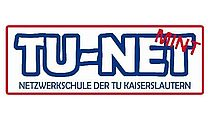 TU-NET
MINT
NETZWERKSCHULE DER TU KAISERSLAUTERN